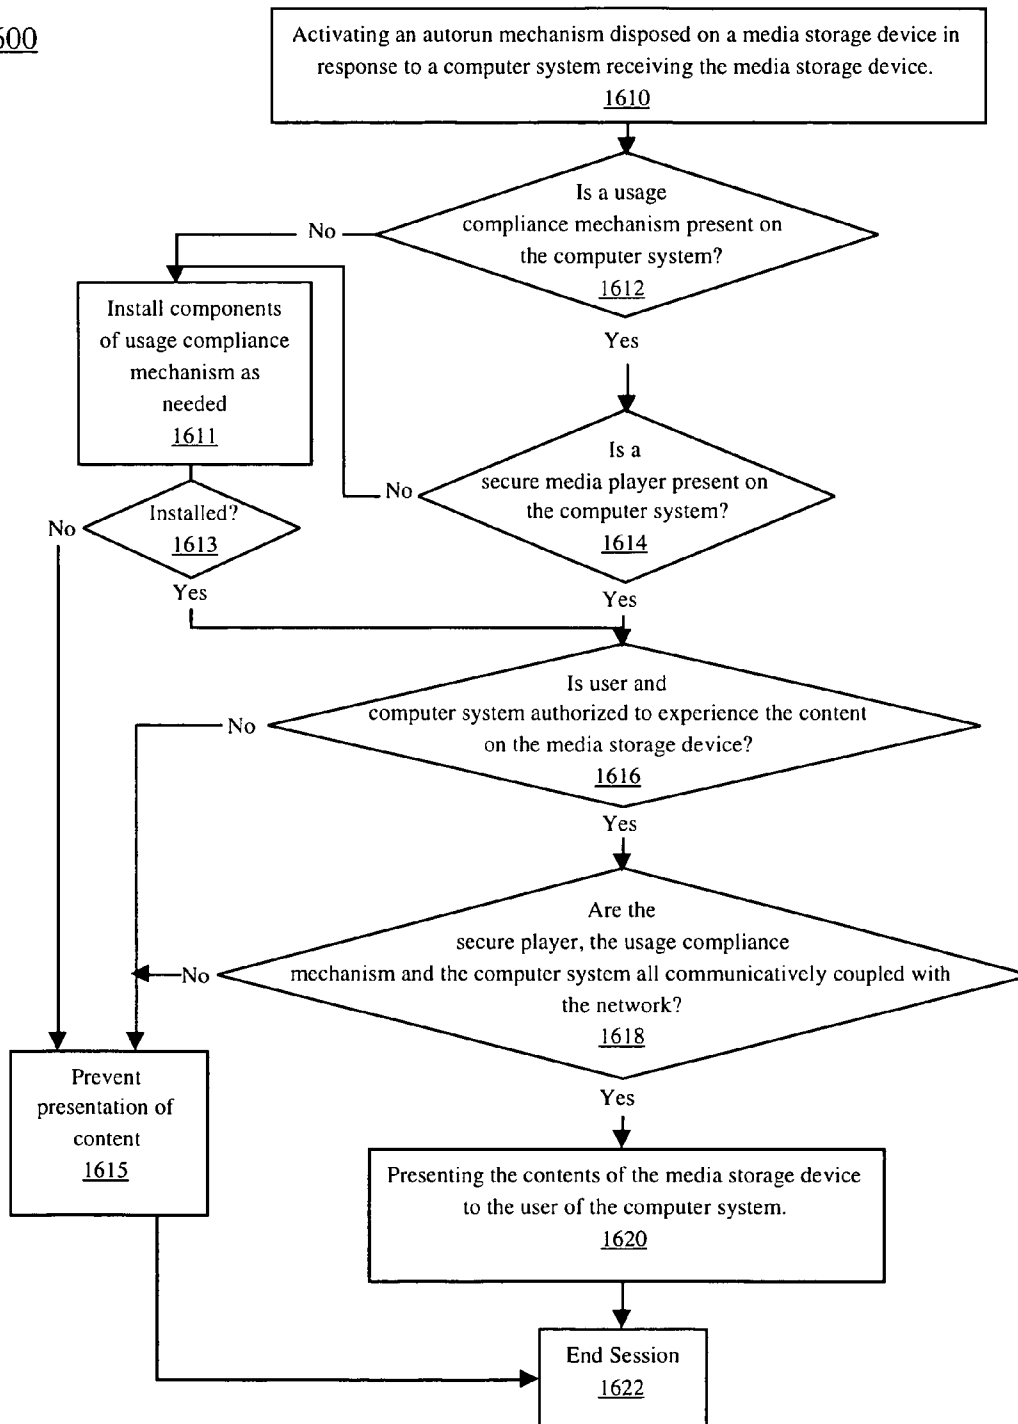 600
Activating an autorun mechanism disposed on a media storage device in
response to a computer system receiving the media storage device.
1610
Is a usage
compliance mechanism present on
the computer system?
1612
No
Yes
Install components
of usage compliance
mechanism as
needed
1611
Is a
secure media player present on
the computer system?
1614
No
Yes
Installed?
1613
No
Yes
Is user and
computer system authorized to experience the content
on the media storage device?
1616
No
Yes
Are the
secure player, the usage compliance
mechanism and the computer system all communicatively coupled with
the network?
1618
No
Yes
Prevent
presentation of
content
1615
Presenting the contents of the media storage device
to the user of the computer system.
1620
End Session
1622